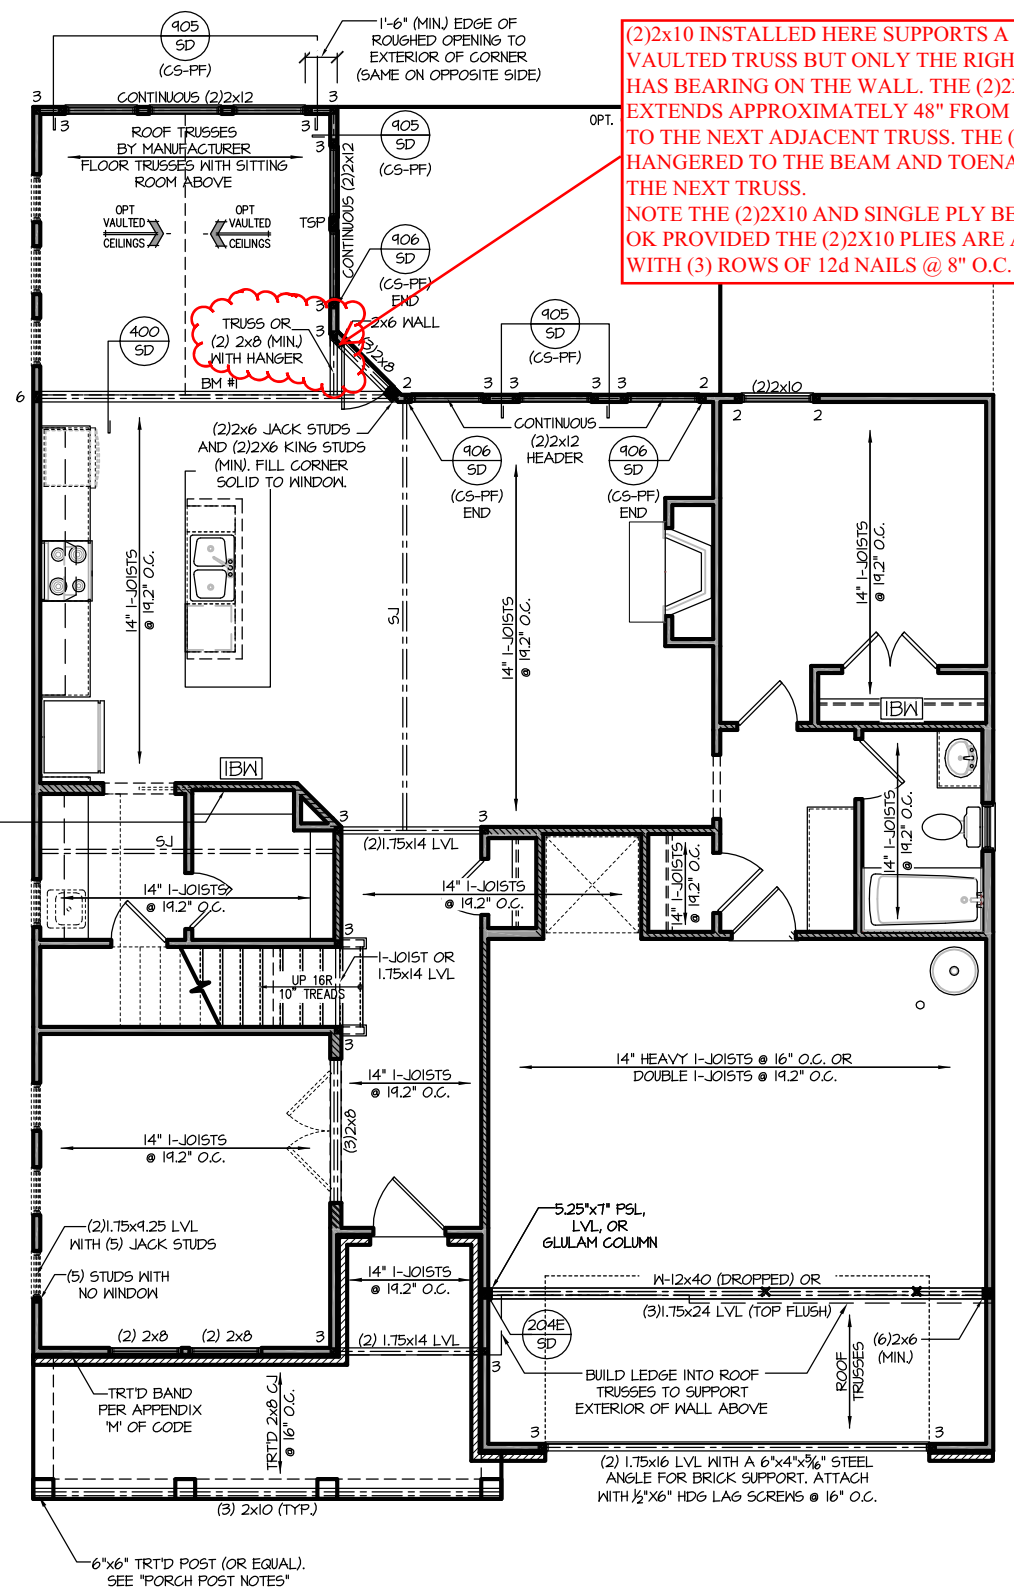 905
SD
(CS-PF)
1'-6" (MIN.) EDGE OF
ROUGHED OPENING TO
EXTERIOR OF CORNER
(SAME ON OPPOSITE SIDE)
(2)2x10 INSTALLED HERE SUPPORTS A
VAULTED TRUSS BUT ONLY THE RIGH
HAS BEARING ON THE WALL. THE (2)2
EXTENDS APPROXIMATELY 48" FROM
TO THE NEXT ADJACENT TRUSS. THE (
HANGERED TO THE BEAM AND TOENA
THE NEXT TRUSS.
NOTE THE (2)2X10 AND SINGLE PLY BE
OK PROVIDED THE (2)2X10 PLIES ARE A
WITH (3) ROWS OF 12d NAILS @ 8" O.C.
3
CONTINUOUS (2)2x12
3
3
3
ROOF TRUSSES
BY MANUFACTURER
FLOOR TRUSSES WITH SITTING
ROOM ABOVE
3
905
SD
(CS-PF)
OPT.
CONTINUOUS (2)2x12
OPT
VAULTED
CEILINGS
OPT
VAULTED
CEILINGS
TSP
906
SD
(CS-PF)
END
3
3
2x6 WALL
TRUSS OR
(2) 2x8 (MIN.)
WITH HANGER
(3)2x8
400
SD
905
SD
(CS-PF)
BM #1
6
2
3
3
3
3
2
(2)2x10
2
2
(2)2x6 JACK STUDS
AND (2)2X6 KING STUDS
(MIN). FILL CORNER
SOLID TO WINDOW.
906
SD
(CS-PF)
END
CONTINUOUS
(2)2x12
HEADER
906
SD
(CS-PF)
END
14" I-JOISTS
@ 19.2" O.C.
SJ
14" I-JOISTS
@ 19.2" O.C.
14" I-JOISTS
@ 19.2" O.C.
IBW
IBW
3
3
(2)1.75x14 LVL
SJ
14" I-JOISTS
@ 19.2" O.C.
14" I-JOISTS
@ 19.2" O.C.
14" I-JOISTS
@ 19.2" O.C.
14" I-JOISTS
@ 19.2" O.C.
3
I-JOIST OR
1.75x14 LVL
UP 16R
10" TREADS
3
14" HEAVY I-JOISTS @ 16" O.C. OR
DOUBLE I-JOISTS @ 19.2" O.C.
14" I-JOISTS
@ 19.2" O.C.
(3)2x8
14" I-JOISTS
@ 19.2" O.C.
5.25"x7" PSL,
LVL, OR
GLULAM COLUMN
(2)1.75x9.25 LVL
WITH (5) JACK STUDS
(5) STUDS WITH
NO WINDOW
14" I-JOISTS
@ 19.2" O.C.
W-12x40 (DROPPED) OR
(3)1.75x24 LVL (TOP FLUSH)
204E
SD
(6)2x6
(MIN.)
(2) 2x8
(2) 2x8
3
(2) 1.75x14 LVL
3
BUILD LEDGE INTO ROOF
TRUSSES TO SUPPORT
EXTERIOR OF WALL ABOVE
ROOF
TRUSSES
TRT'D BAND
PER APPENDIX
'M' OF CODE
TRT'D 2x8 CJ
@ 16" O.C.
3
3
(2) 1.75x16 LVL WITH A 6"x4"x5/16" STEEL
ANGLE FOR BRICK SUPPORT. ATTACH
WITH 1/2"X6" HDG LAG SCREWS @ 16" O.C.
(3) 2x10 (TYP.)
6"x6" TRT'D POST (OR EQUAL).
SEE "PORCH POST NOTES"